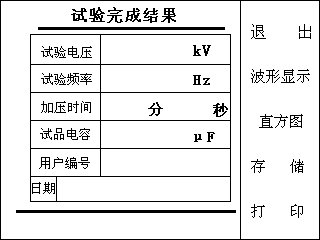 试验完成结果
试验电压 kV
试验频率 Hz
加压时间 分 秒
试品电容 μF
用户编号
日期
退 出
波形显示
直方图
存 储
打 印